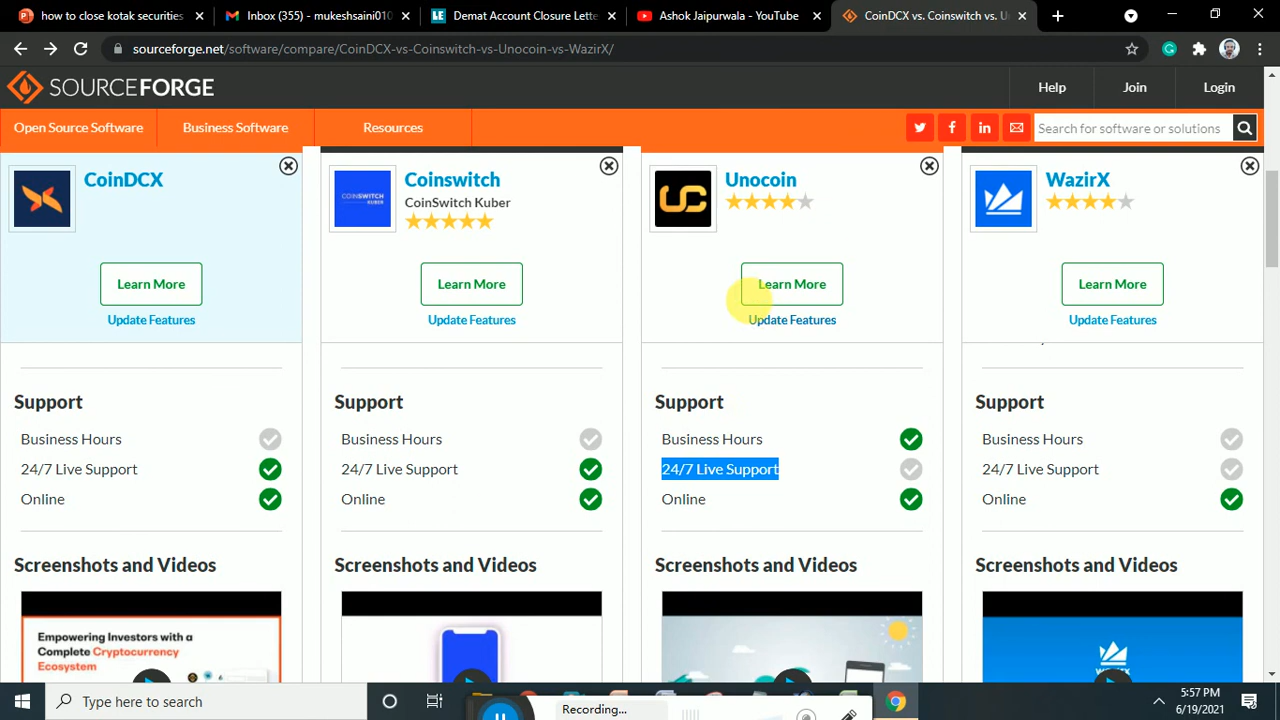 how to close kotak securities
Inbox (355) - mukeshsaini010
Demat Account Closure Lette
Ashok Jaipurwala - YouTube
CoinDCX vs. Coinswitch vs. U
sourceforge.net/software/compare/CoinDCX-vs-Coinswitch-vs-Unocoin-vs-WazirX/
SOURCEFORGE
Help
Join
Login
Open Source Software
Business Software
Resources
Search for software or solutions
CoinDCX
Learn More
Update Features
COINSWITCH
KUBER
Coinswitch
CoinSwitch Kuber
Learn More
Update Features
Unocoin
Learn More
Update Features
WazirX
Learn More
Update Features
Support
Business Hours
24/7 Live Support
Online
Support
Business Hours
24/7 Live Support
Online
Support
Business Hours
24/7 Live Support
Online
Support
Business Hours
24/7 Live Support
Online
Screenshots and Videos
Screenshots and Videos
Screenshots and Videos
Screenshots and Videos
Empowering Investors with a
Complete Cryptocurrency
Ecosystem
Type here to search
Recording...
5:57 PM
6/19/2021